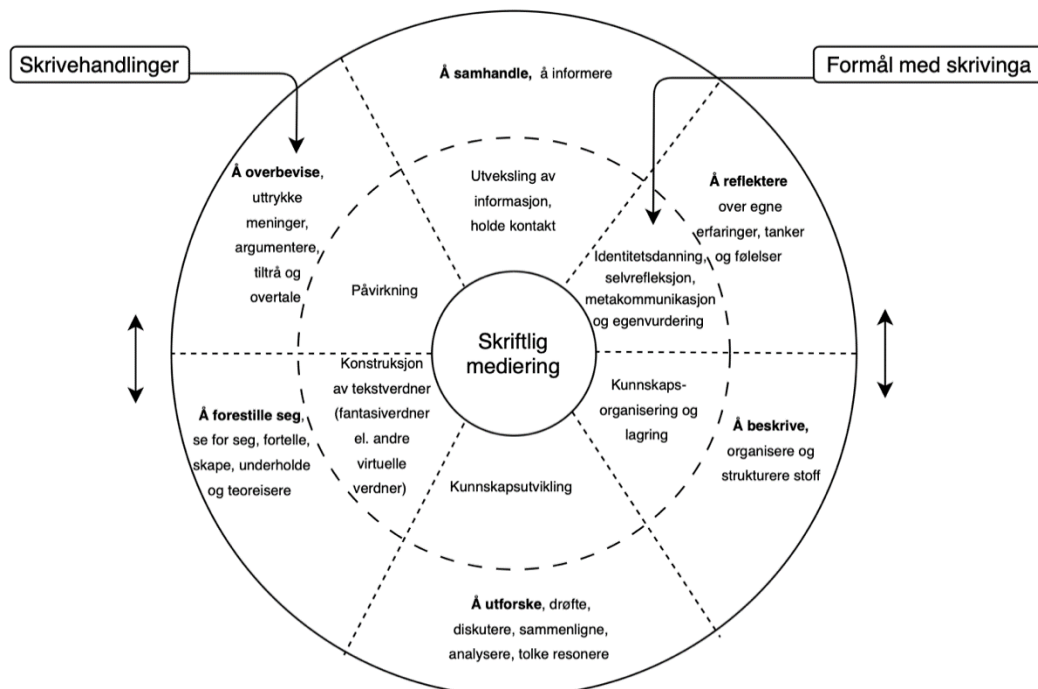 Skrivehandlinger
Formål med skrivinga
Å samhandle, å informere
Utveksling av
informasjon,
holde kontakt
Å overbevise,
uttrykke
meninger,
argumentere,
tiltrå og
overtale
Påvirkning
Å reflektere
over egne
erfaringer, tanker
og følelser
Identitetsdanning,
selvrefleksjon,
metakommunikasjon
og egenvurdering
Skriftlig
mediering
Å forestille seg,
se for seg, fortelle,
skape, underholde
og teoreisere
Konstruksjon
av tekstverdner
(fantasiverdner
el. andre
virtuelle
verdner)
Kunnskaps-
organisering og
lagring
Å beskrive,
organisere og
strukturere stoff
Kunnskapsutvikling
Å utforske, drøfte,
diskutere, sammenligne,
analysere, tolke resonere